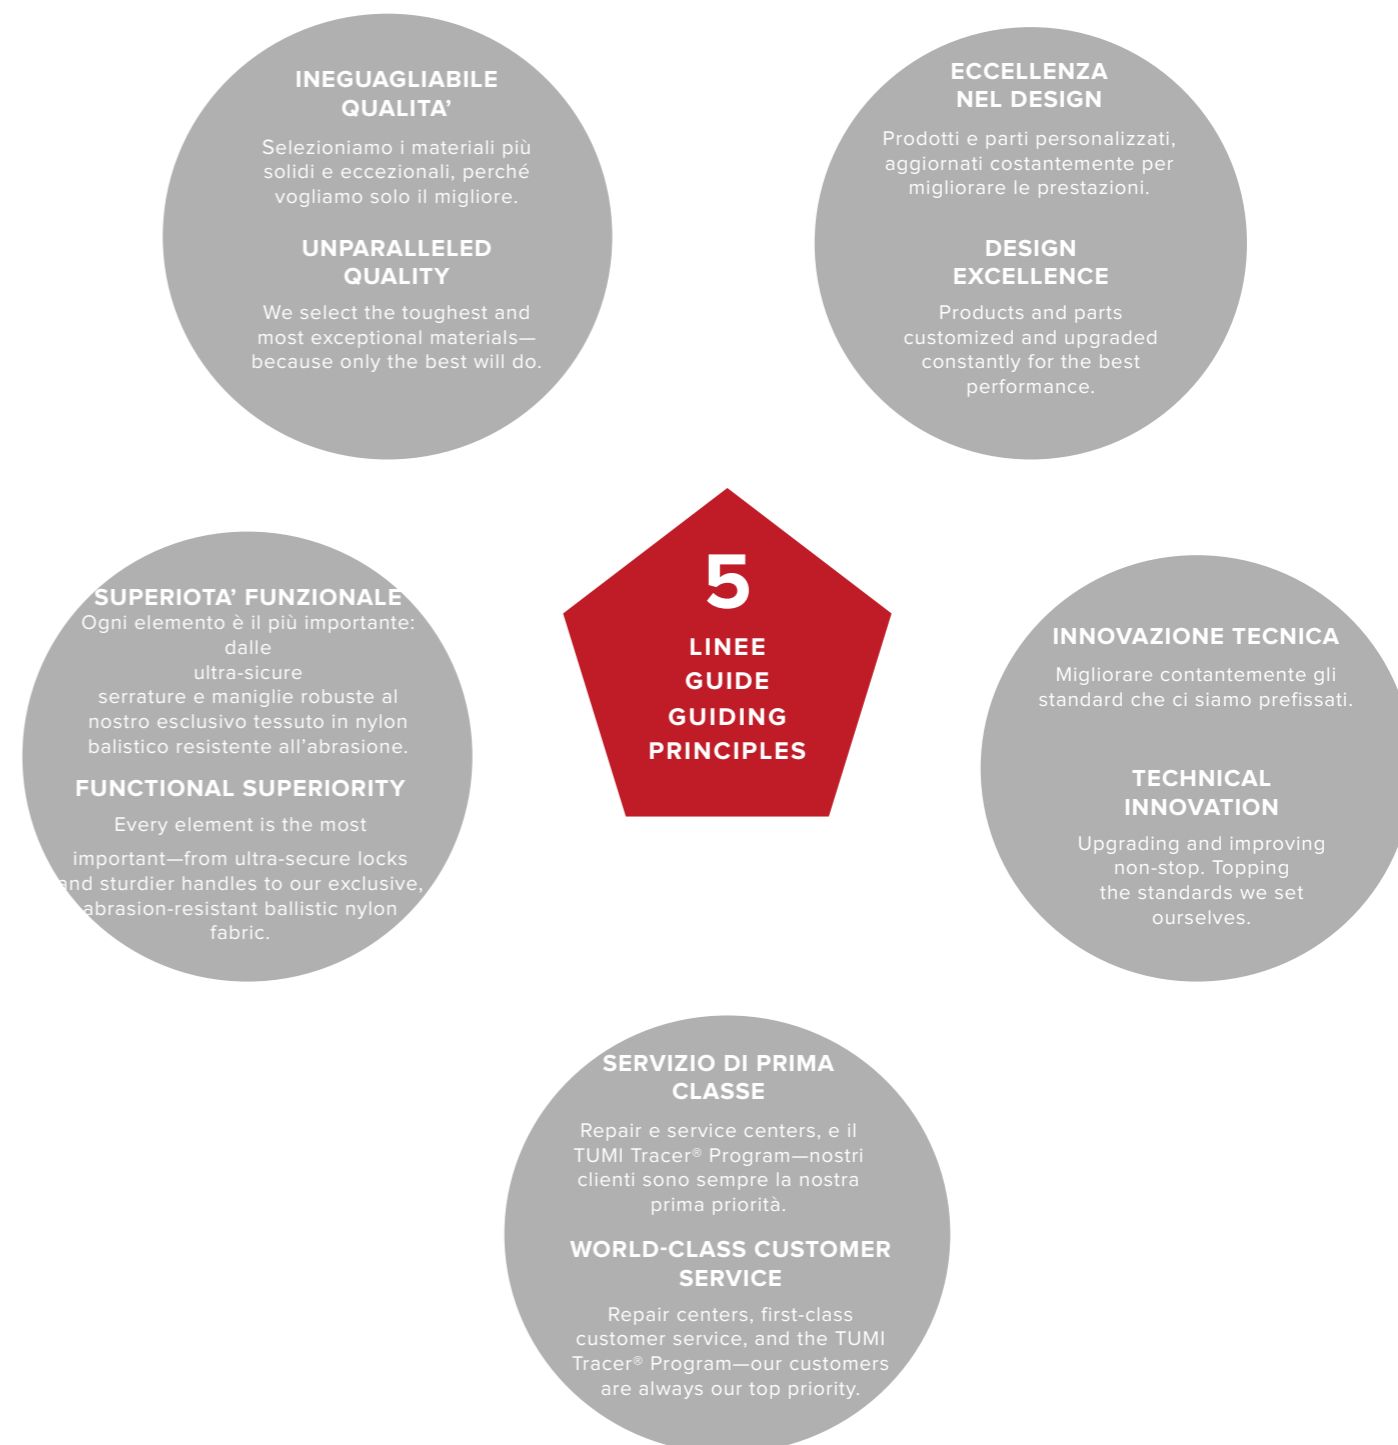 INEGUAGLIABILE
QUALITA’
Selezioniamo i materiali più
solidi e eccezionali, perché
vogliamo solo il migliore.
UNPARALLELED
QUALITY
We select the toughest and
most exceptional materials—
because only the best will do.
ECCELLENZA
NEL DESIGN
Prodotti e parti personalizzati,
aggiornati costantemente per
migliorare le prestazioni.
DESIGN
EXCELLENCE
Products and parts
customized and upgraded
constantly for the best
performance.
5
LINEE
GUIDE
GUIDING
PRINCIPLES
SUPERIOTA’ FUNZIONALE
Ogni elemento è il più importante:
dalle
ultra-sicure
serrature e maniglie robuste al
nostro esclusivo tessuto in nylon
balistico resistente all’abrasione.
FUNCTIONAL SUPERIORITY
Every element is the most
important—from ultra-secure locks
and sturdier handles to our exclusive,
abrasion-resistant ballistic nylon
fabric.
INNOVAZIONE TECNICA
Migliorare contantemente gli
standard che ci siamo prefissati.
TECHNICAL
INNOVATION
Upgrading and improving
non-stop. Topping
the standards we set
ourselves.
SERVIZIO DI PRIMA
CLASSE
Repair e service centers, e il
TUMI Tracer® Program—nostri
clienti sono sempre la nostra
prima priorità.
WORLD-CLASS CUSTOMER
SERVICE
Repair centers, first-class
customer service, and the TUMI
Tracer® Program—our customers
are always our top priority.